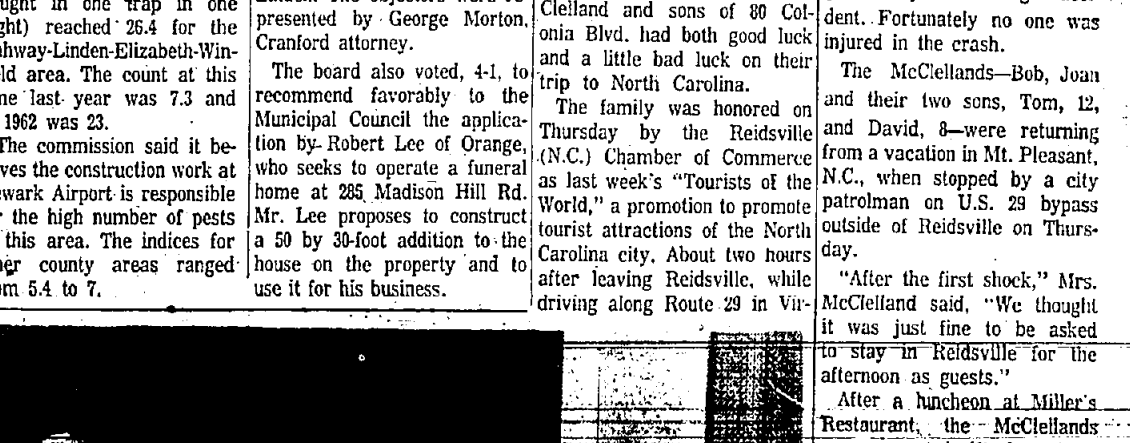 ught in one trap in one
ght) reached 26.4 for the
ahway-Linden-Elizabeth-Win-
ld area. The count at this
me last year was 7.3 and
1962 was 23.
The commission said it be-
ves the construction work at
wark Airport is responsible
the high number of pests
this area. The indices for
er county areas ranged
om 5.4 to 7.
presented by George Morton,
Cranford attorney.
The board also voted, 4-1, to
recommend favorably to the
Municipal Council the applica-
tion by Robert Lee of Orange,
who seeks to operate a funeral
home at 285 Madison Hill Rd.
Mr. Lee proposes to construct
a 50 by 30-foot addition to the
house on the property and to
use it for his business.
Clelland and sons of 80 Col-
onia Blvd. had both good luck
and a little bad luck on their
trip to North Carolina.
The family was honored on
Thursday by the Reidsville
(N.C.) Chamber of Commerce
as last week's "Tourists of the
World," a promotion to promote
tourist attractions of the North
Carolina city. About two hours
after leaving Reidsville, while
driving along Route 29 in Vir-
dent. Fortunately no one was
injured in the crash.
The McClellands—Bob, Joan
and their two sons, Tom, 12,
and David, 8—were returning
from a vacation in Mt. Pleasant,
N.C., when stopped by a city
patrolman on U.S. 29 bypass
outside of Reidsville on Thurs-
day.
"After the first shock," Mrs.
McClelland said, "We thought
it was just fine to be asked
to stay in Reidsville for the
afternoon as guests."
After a luncheon at Miller's
Restaurant, the McClellands